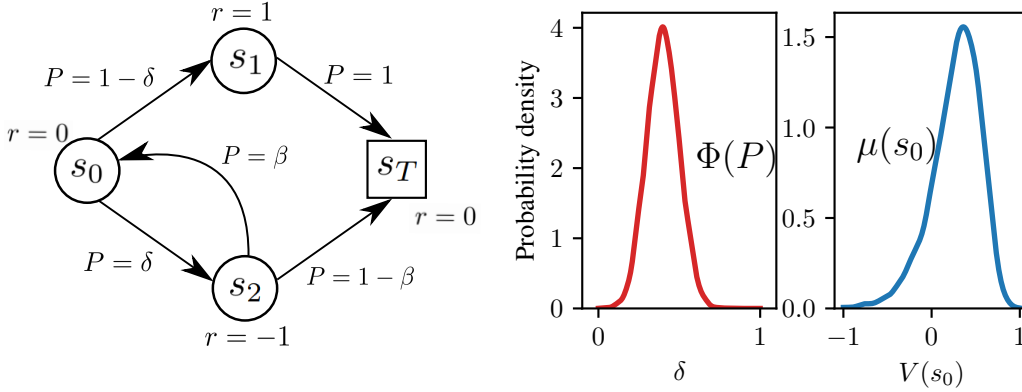 r = 1
s₁
P = 1 − δ
P = 1
r = 0
s₀
P = β
s_T
r = 0
P = δ
P = 1 − β
s₂
r = −1
Probability density
4
3
2
1
0
Φ(P)
0
1
δ
1.5
1.0
0.5
0.0
μ(s₀)
−1
0
1
V(s₀)